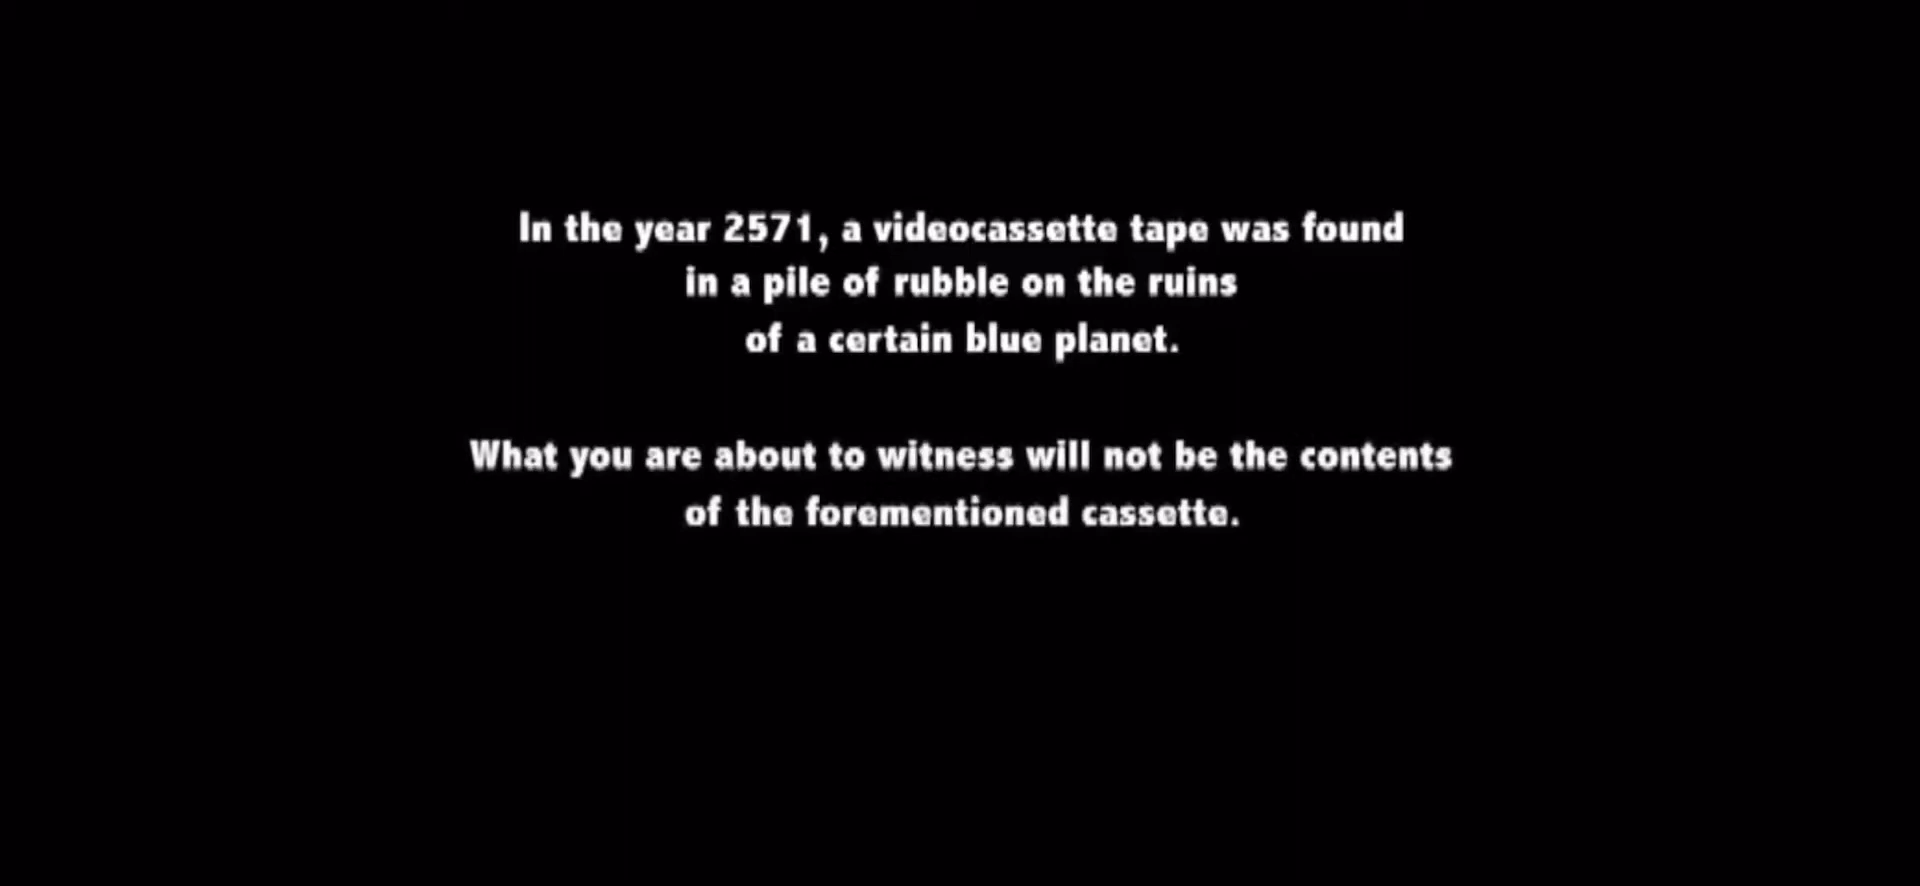 In the year 2571, a videocassette tape was found
in a pile of rubble on the ruins
of a certain blue planet.
What you are about to witness will not be the contents
of the forementioned cassette.